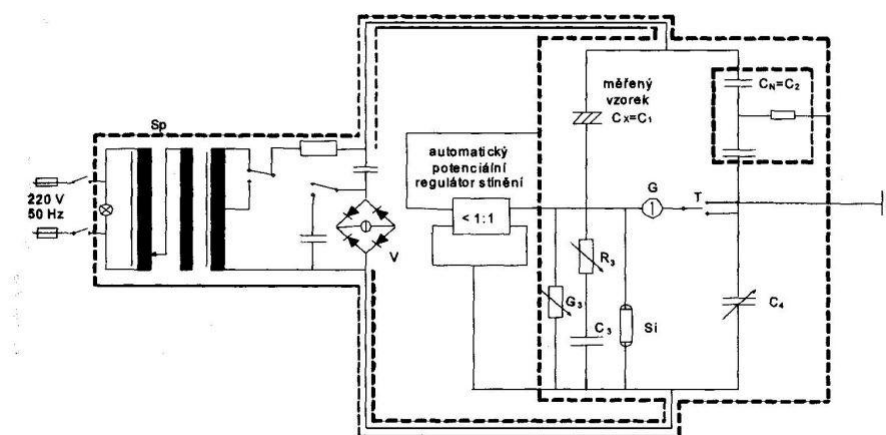 Sp
220 V
50 Hz
V
automatický
potenciální
regulátor stínění
< 1:1
měřený
vzorek
Cx=C1
CN=C2
G
T
R3
G3
C3
Si
C4